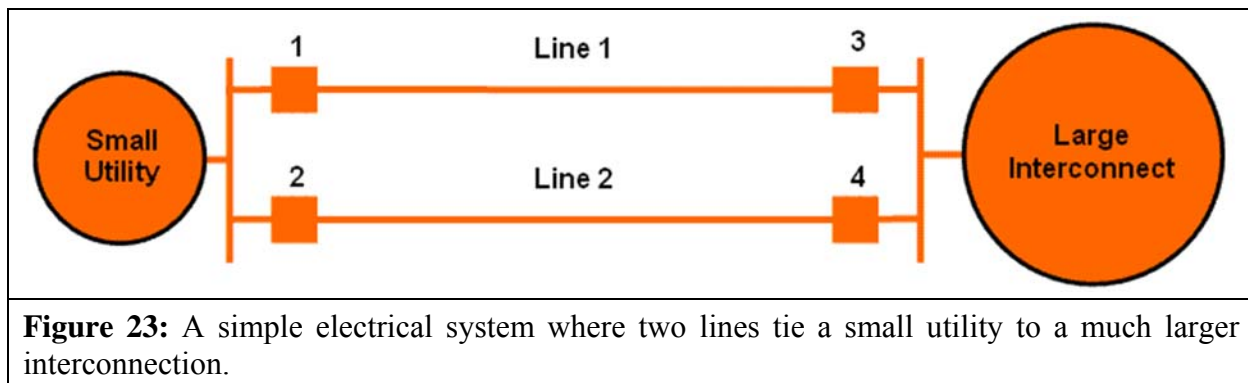 1
Line 1
3
Small
Utility
Large
Interconnect
2
Line 2
4
Figure 23: A simple electrical system where two lines tie a small utility to a much larger
interconnection.